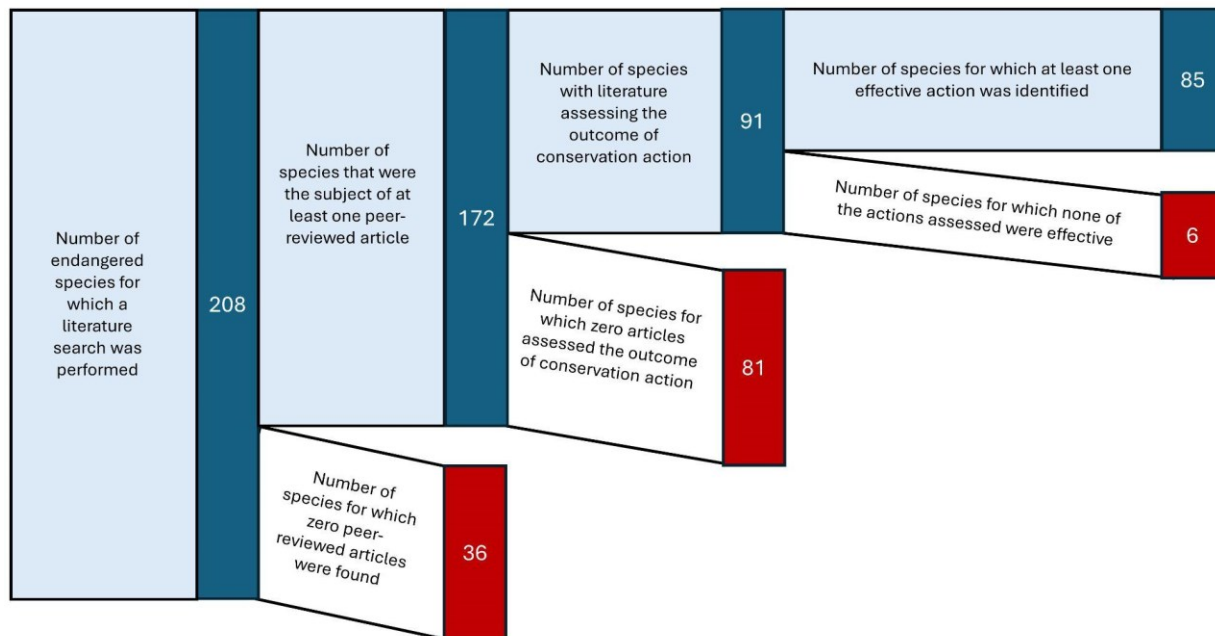 Number of
endangered
species for
which a
literature
search was
performed
208
Number of
species that were
the subject of at
least one peer-
reviewed article
172
Number of species
with literature
assessing the
outcome of
conservation action
91
Number of species for which at least one
effective action was identified
85
Number of species for which none of
the actions assessed were effective
6
Number of species for
which zero articles
assessed the outcome
of conservation action
81
Number of
species for which
zero peer-
reviewed articles
were found
36